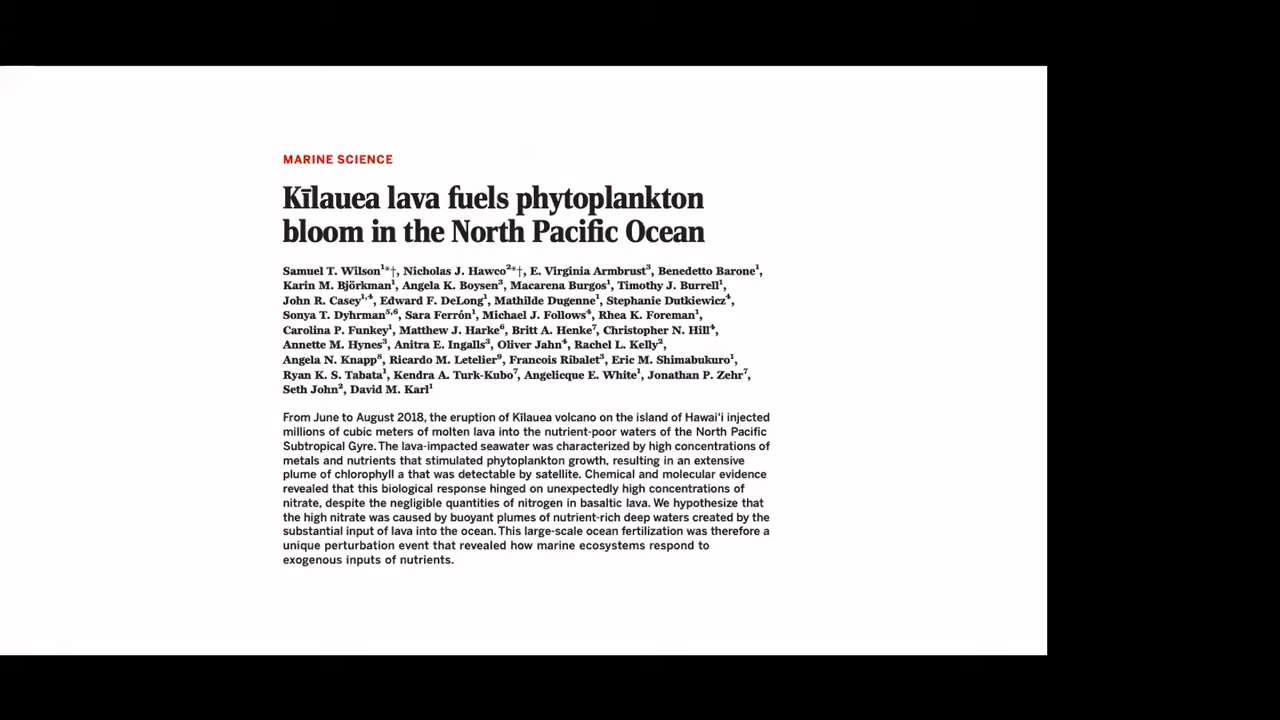 MARINE SCIENCE
Kīlauea lava fuels phytoplankton
bloom in the North Pacific Ocean
Samuel T. Wilson¹*†, Nicholas J. Hawco²*†, E. Virginia Armbrust³, Benedetto Barone¹,
Karin M. Björkman¹, Angela K. Boysen³, Macarena Burgos¹, Timothy J. Burrell¹,
John R. Casey¹,⁴, Edward F. DeLong¹, Mathilde Dugenne¹, Stephanie Dutkiewicz⁴,
Sonya T. Dyhrman⁵,⁶, Sara Ferrón¹, Michael J. Follows⁴, Rhea K. Foreman¹,
Carolina P. Funkey¹, Matthew J. Harke⁶, Britt A. Henke⁷, Christopher N. Hill⁴,
Annette M. Hynes³, Anitra E. Ingalls³, Oliver Jahn⁴, Rachel L. Kelly²,
Angela N. Knapp⁸, Ricardo M. Letelier⁹, Francois Ribalet³, Eric M. Shimabukuro¹,
Ryan K. S. Tabata¹, Kendra A. Turk-Kubo⁷, Angelicque E. White¹, Jonathan P. Zehr⁷,
Seth John², David M. Karl¹
From June to August 2018, the eruption of Kīlauea volcano on the island of Hawaiʻi injected
millions of cubic meters of molten lava into the nutrient-poor waters of the North Pacific
Subtropical Gyre. The lava-impacted seawater was characterized by high concentrations of
metals and nutrients that stimulated phytoplankton growth, resulting in an extensive
plume of chlorophyll a that was detectable by satellite. Chemical and molecular evidence
revealed that this biological response hinged on unexpectedly high concentrations of
nitrate, despite the negligible quantities of nitrogen in basaltic lava. We hypothesize that
the high nitrate was caused by buoyant plumes of nutrient-rich deep waters created by the
substantial input of lava into the ocean. This large-scale ocean fertilization was therefore a
unique perturbation event that revealed how marine ecosystems respond to
exogenous inputs of nutrients.